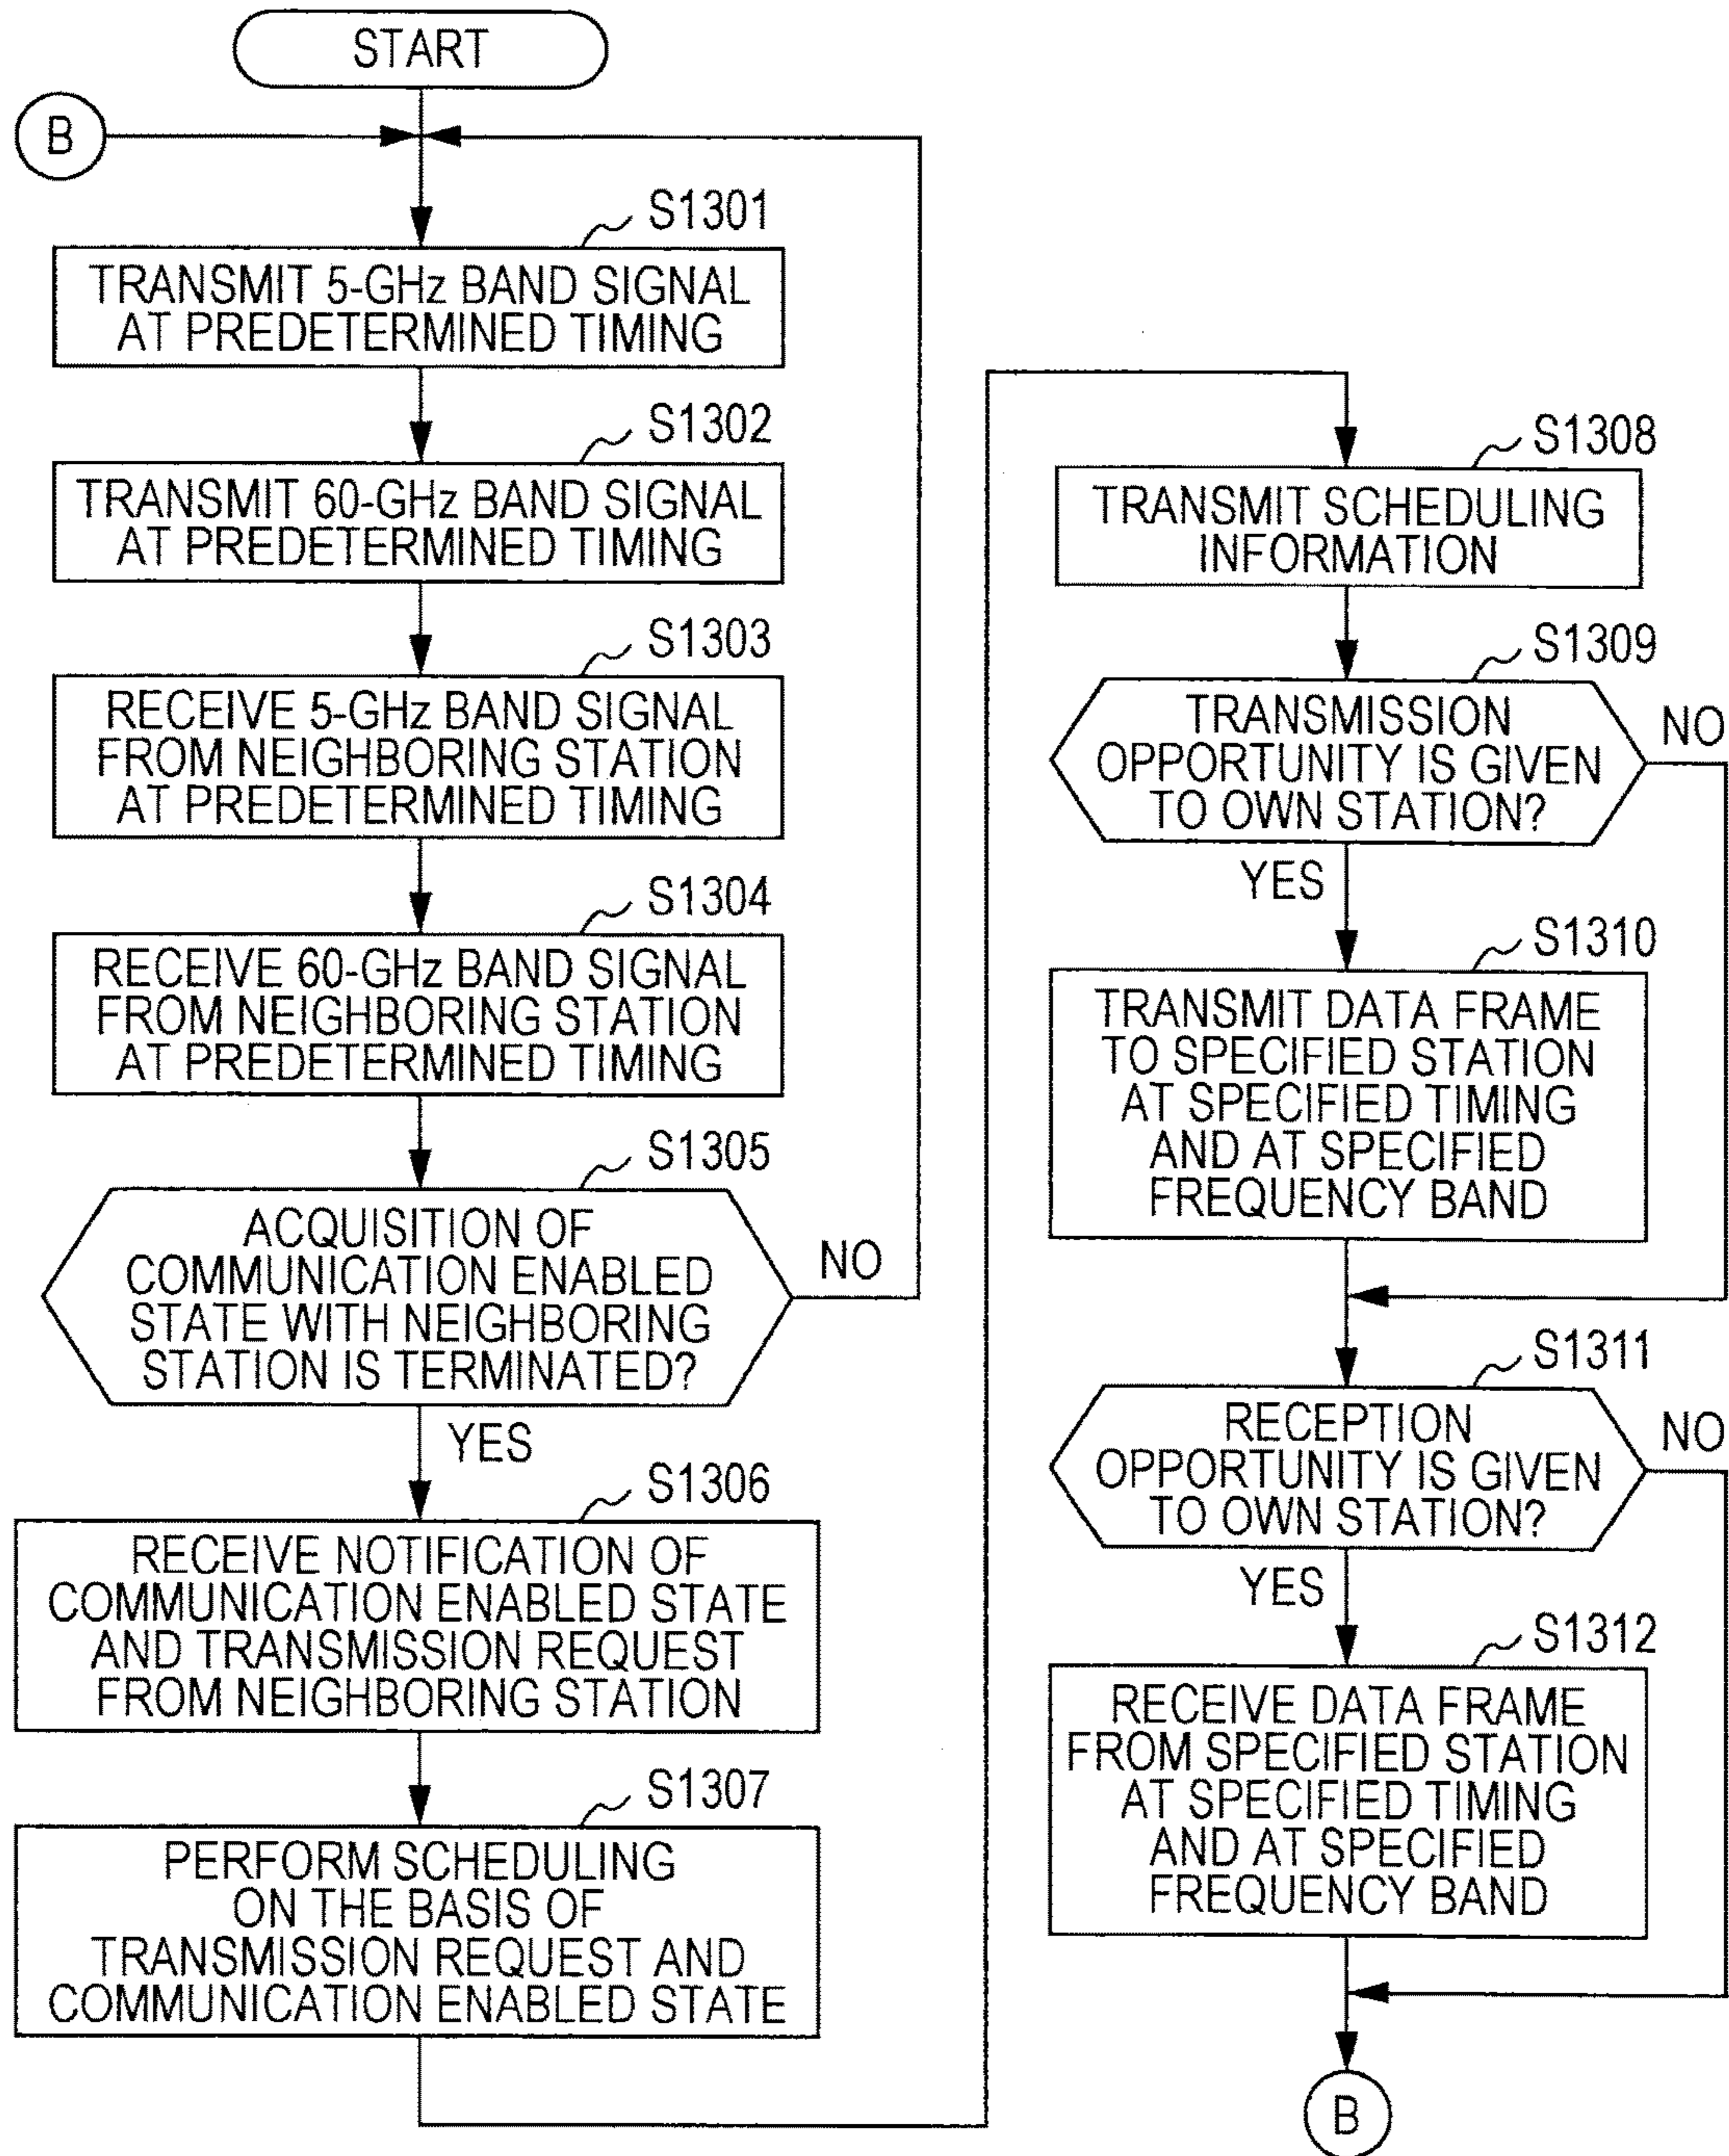 START
B
S1301
TRANSMIT 5-GHz BAND SIGNAL
AT PREDETERMINED TIMING
S1302
TRANSMIT 60-GHz BAND SIGNAL
AT PREDETERMINED TIMING
S1303
RECEIVE 5-GHz BAND SIGNAL
FROM NEIGHBORING STATION
AT PREDETERMINED TIMING
S1304
RECEIVE 60-GHz BAND SIGNAL
FROM NEIGHBORING STATION
AT PREDETERMINED TIMING
S1305
ACQUISITION OF
COMMUNICATION ENABLED
STATE WITH NEIGHBORING
STATION IS TERMINATED?
NO
YES
S1306
RECEIVE NOTIFICATION OF
COMMUNICATION ENABLED STATE
AND TRANSMISSION REQUEST
FROM NEIGHBORING STATION
S1307
PERFORM SCHEDULING
ON THE BASIS OF
TRANSMISSION REQUEST AND
COMMUNICATION ENABLED STATE
S1308
TRANSMIT SCHEDULING
INFORMATION
S1309
TRANSMISSION
OPPORTUNITY IS GIVEN
TO OWN STATION?
NO
YES
S1310
TRANSMIT DATA FRAME
TO SPECIFIED STATION
AT SPECIFIED TIMING
AND AT SPECIFIED
FREQUENCY BAND
S1311
RECEPTION
OPPORTUNITY IS GIVEN
TO OWN STATION?
NO
YES
S1312
RECEIVE DATA FRAME
FROM SPECIFIED STATION
AT SPECIFIED TIMING
AND AT SPECIFIED
FREQUENCY BAND
B